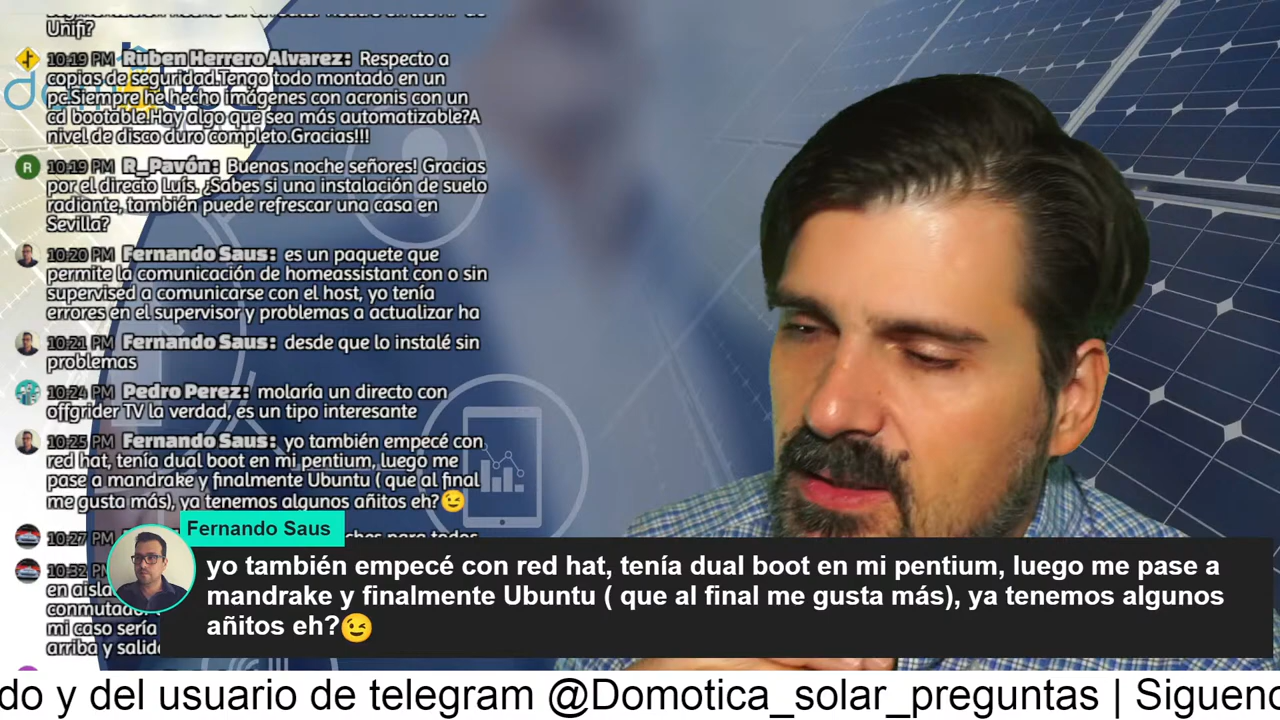 Unifi?
10:19 PM Ruben Herrero Alvarez: Respecto a
copias de seguridad.Tengo todo montado en un
pc.Siempre he hecho imágenes con acronis con un
cd bootable.Hay algo que sea más automatizable?A
nivel de disco duro completo.Gracias!!!
R
10:19 PM R_Pavón: Buenas noche señores! Gracias
por el directo Luís. ¿Sabes si una instalación de suelo
radiante, también puede refrescar una casa en
Sevilla?
10:20 PM Fernando Saus: es un paquete que
permite la comunicación de homeassistant con o sin
supervised a comunicarse con el host, yo tenía
errores en el supervisor y problemas a actualizar ha
10:21 PM Fernando Saus: desde que lo instalé sin
problemas
10:24 PM Pedro Perez: molaría un directo con
offgrider TV la verdad, es un tipo interesante
10:25 PM Fernando Saus: yo también empecé con
red hat, tenía dual boot en mi pentium, luego me
pase a mandrake y finalmente Ubuntu ( que al final
me gusta más), ya tenemos algunos añitos eh?😉
10:27 PM
10:32 PM
en aisla
conmutad
mi caso sería
arriba y salid
Fernando Saus
yo también empecé con red hat, tenía dual boot en mi pentium, luego me pase a
mandrake y finalmente Ubuntu ( que al final me gusta más), ya tenemos algunos
añitos eh?😉
do y del usuario de telegram @Domotica_solar_preguntas | Siguenc